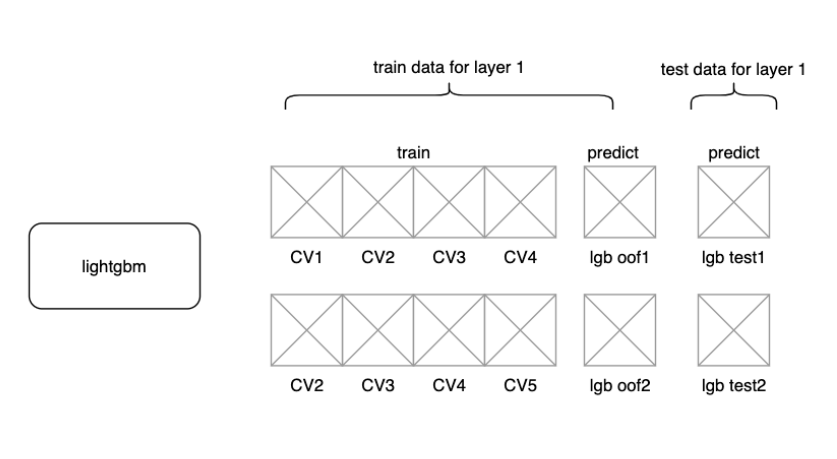 train data for layer 1
test data for layer 1
train
predict
predict
CV1
CV2
CV3
CV4
lgb oof1
lgb test1
lightgbm
CV2
CV3
CV4
CV5
lgb oof2
lgb test2